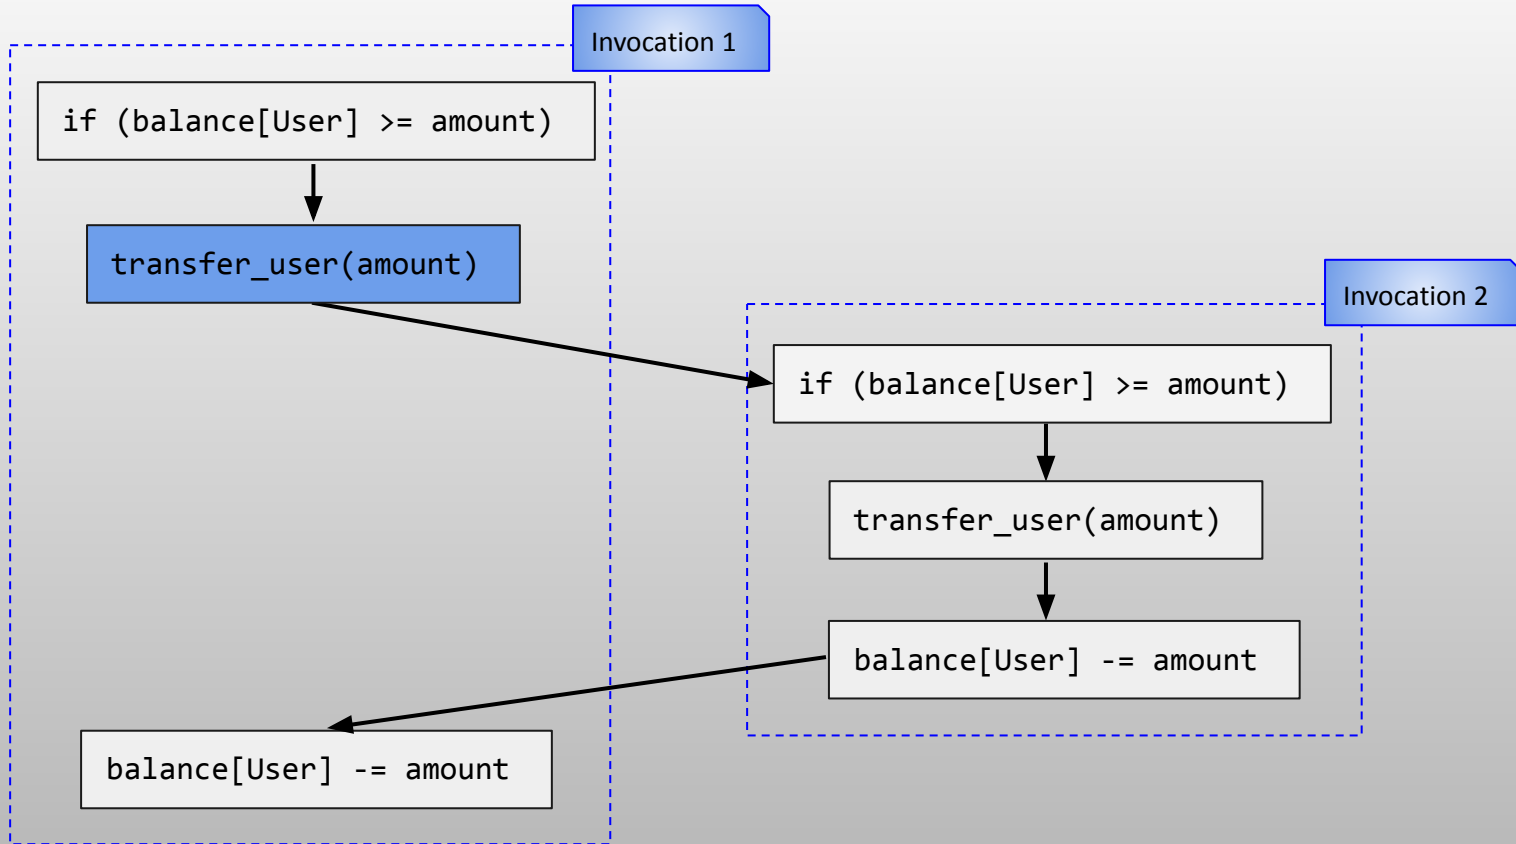 Invocation 1
if (balance[User] >= amount)
transfer_user(amount)
Invocation 2
if (balance[User] >= amount)
transfer_user(amount)
balance[User] -= amount
balance[User] -= amount